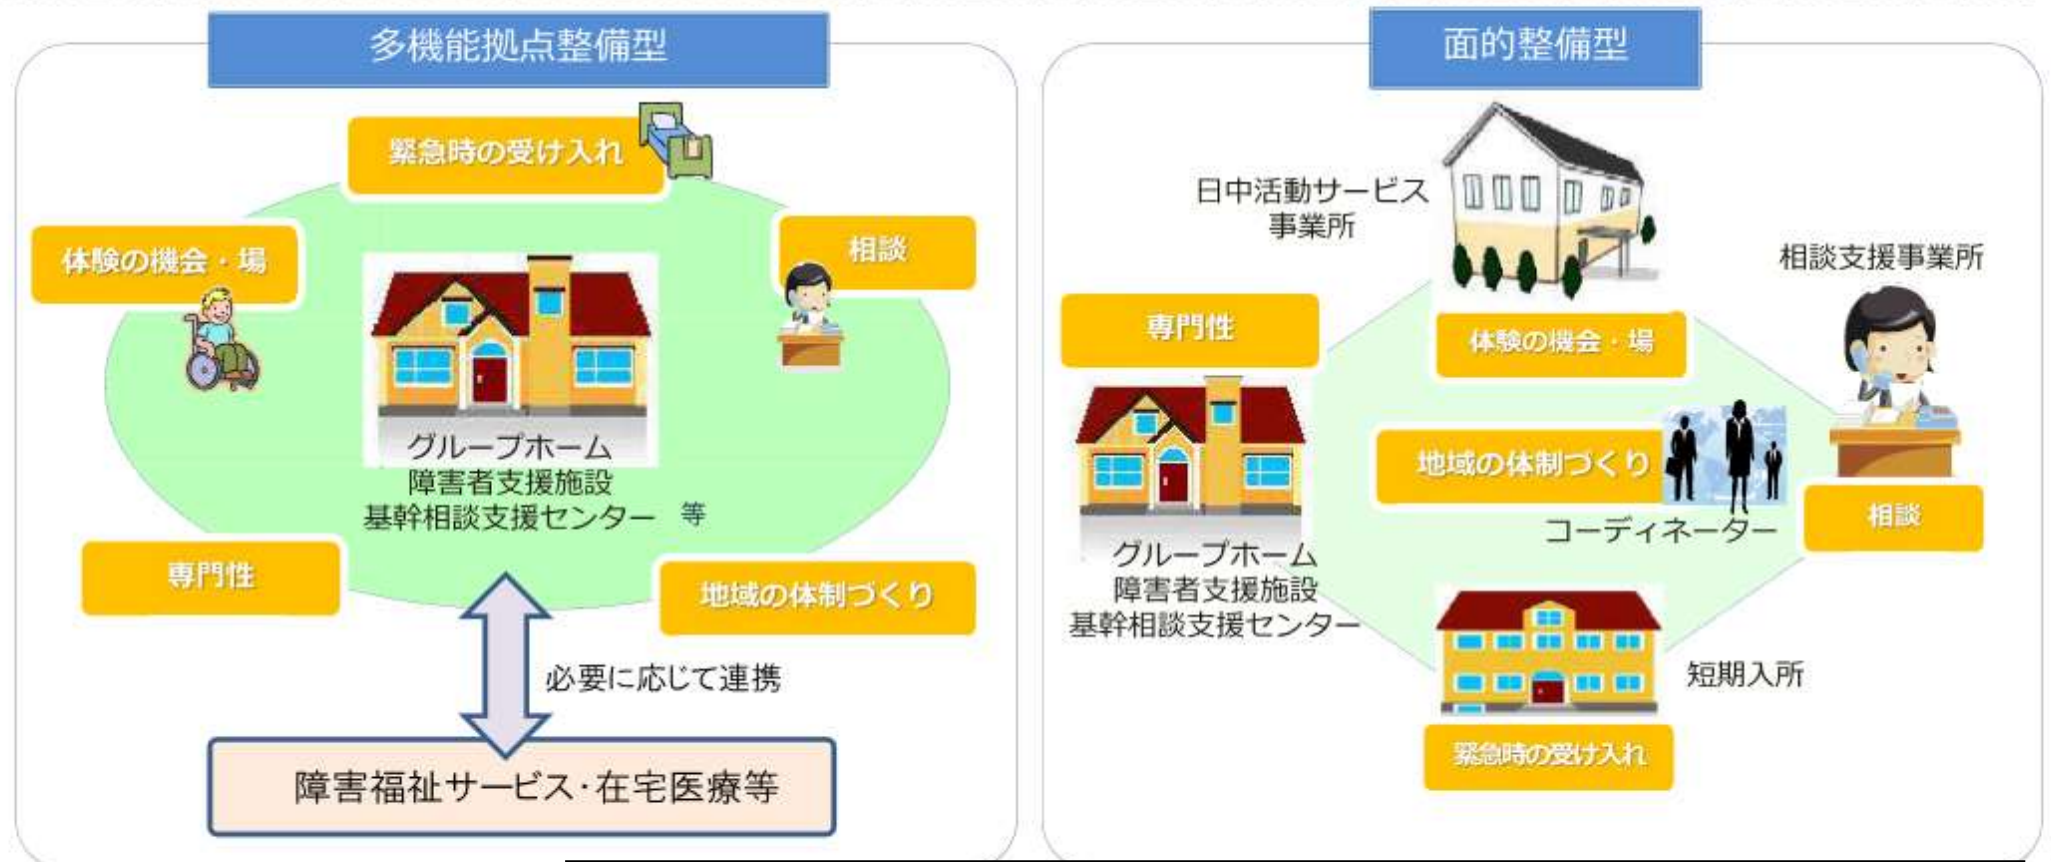 多機能拠点整備型
緊急時の受け入れ
体験の機会・場
相談
グループホーム
障害者支援施設
基幹相談支援センター 等
専門性
地域の体制づくり
必要に応じて連携
障害福祉サービス・在宅医療等
面的整備型
日中活動サービス
事業所
相談支援事業所
専門性
体験の機会・場
地域の体制づくり
コーディネーター
相談
グループホーム
障害者支援施設
基幹相談支援センター
短期入所
緊急時の受け入れ